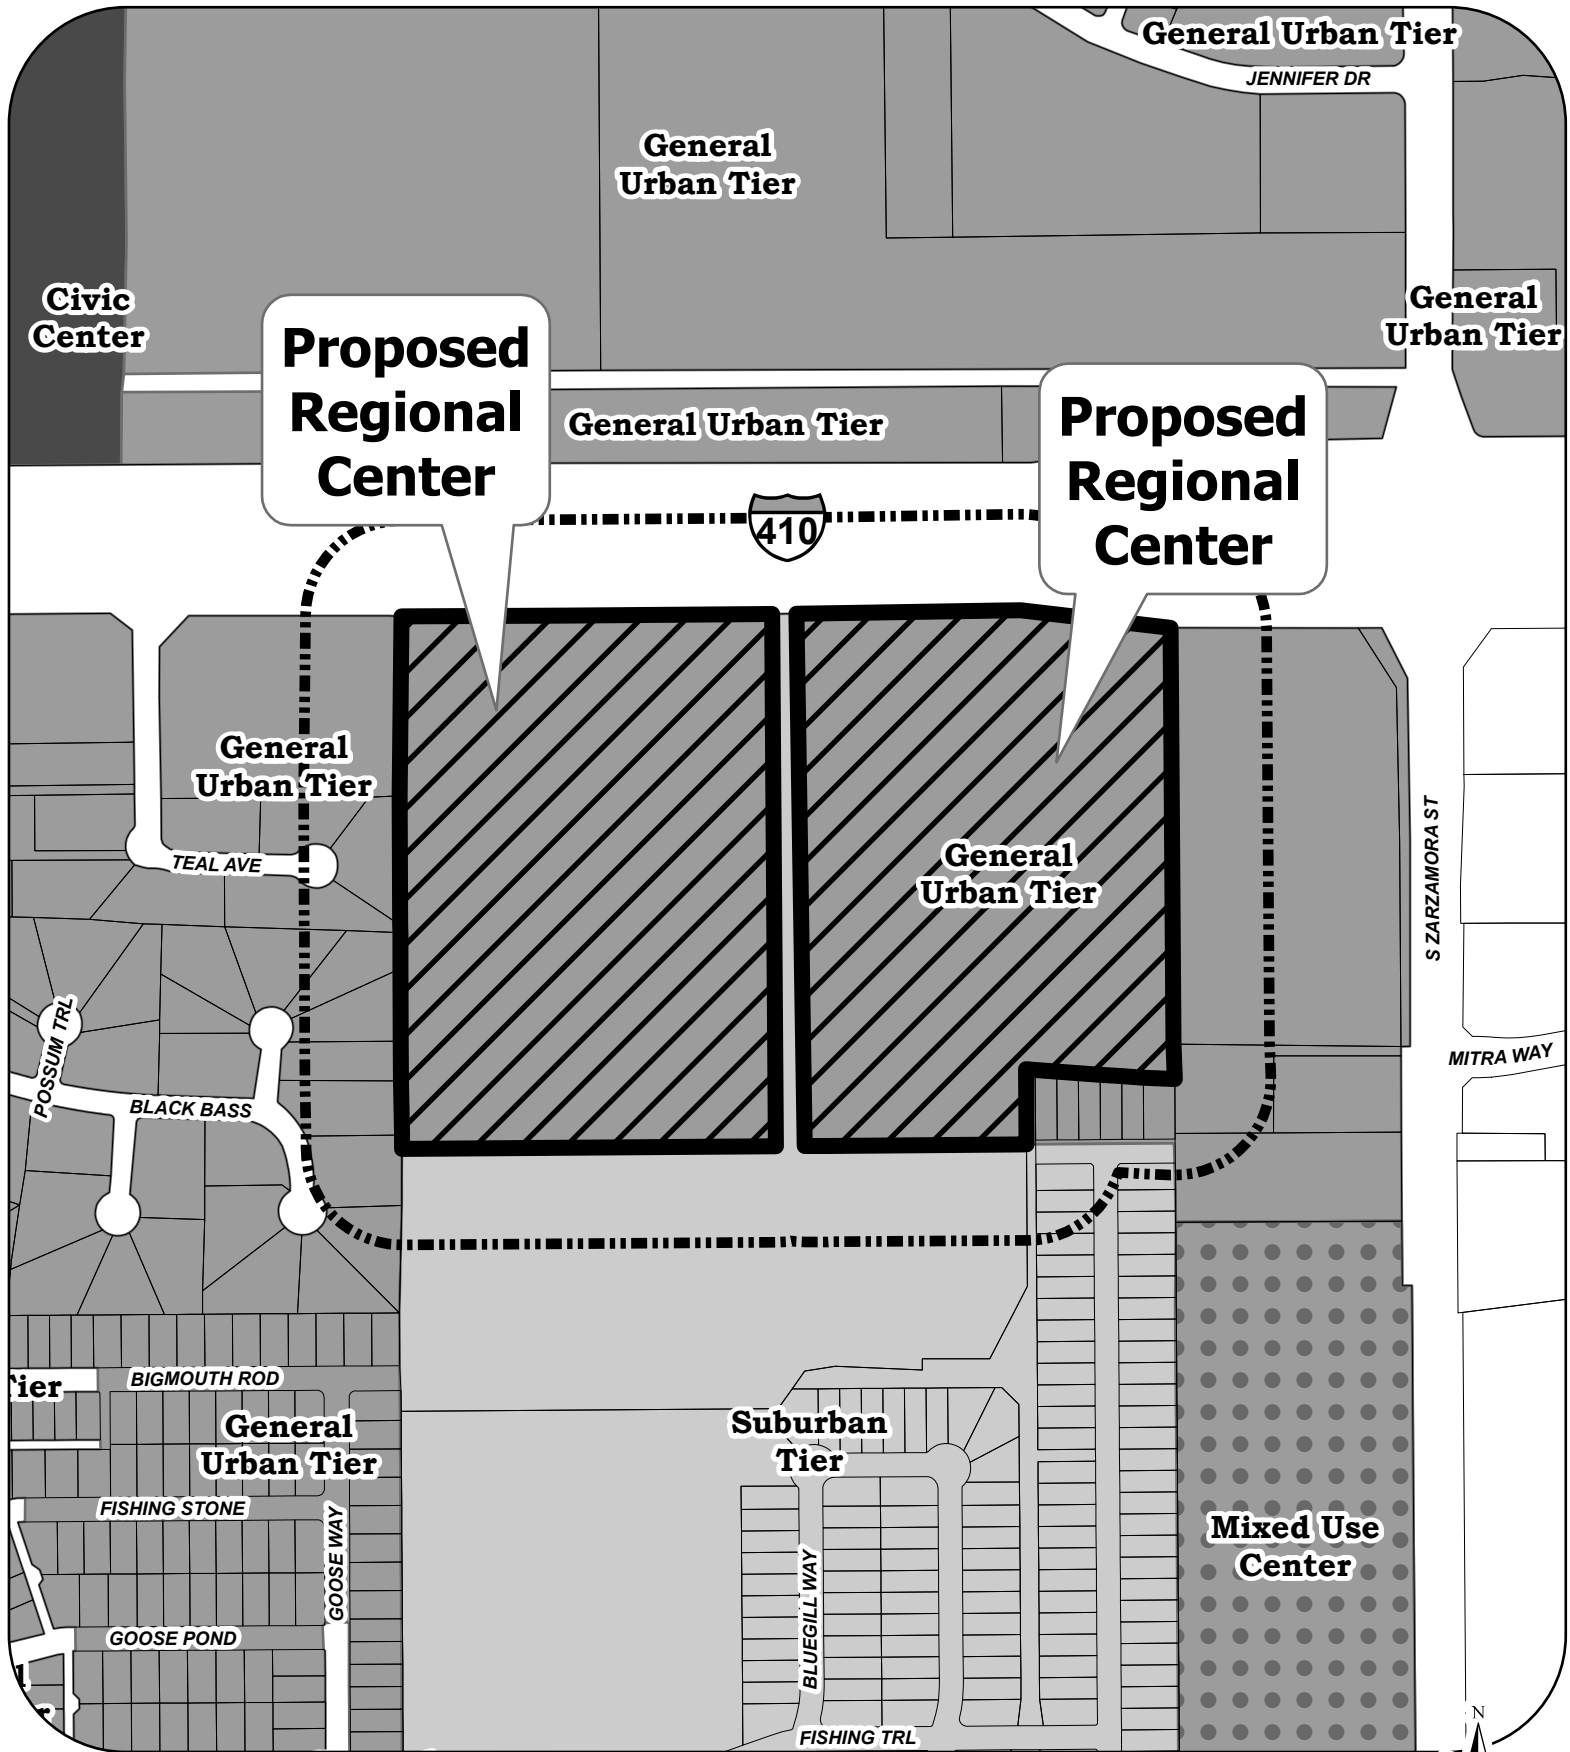 General Urban Tier
JENNIFER DR
General
Urban Tier
Civic
Center
General
Urban Tier
Proposed
Regional
Center
General Urban Tier
Proposed
Regional
Center
410
General
Urban Tier
TEAL AVE
General
Urban Tier
S ZARZAMORA ST
POSSUM TRL
MITRA WAY
BLACK BASS
BIGMOUTH ROD
Tier
General
Urban Tier
Suburban
Tier
FISHING STONE
GOOSE WAY
Mixed Use
Center
BLUEGILL WAY
GOOSE POND
FISHING TRL
N